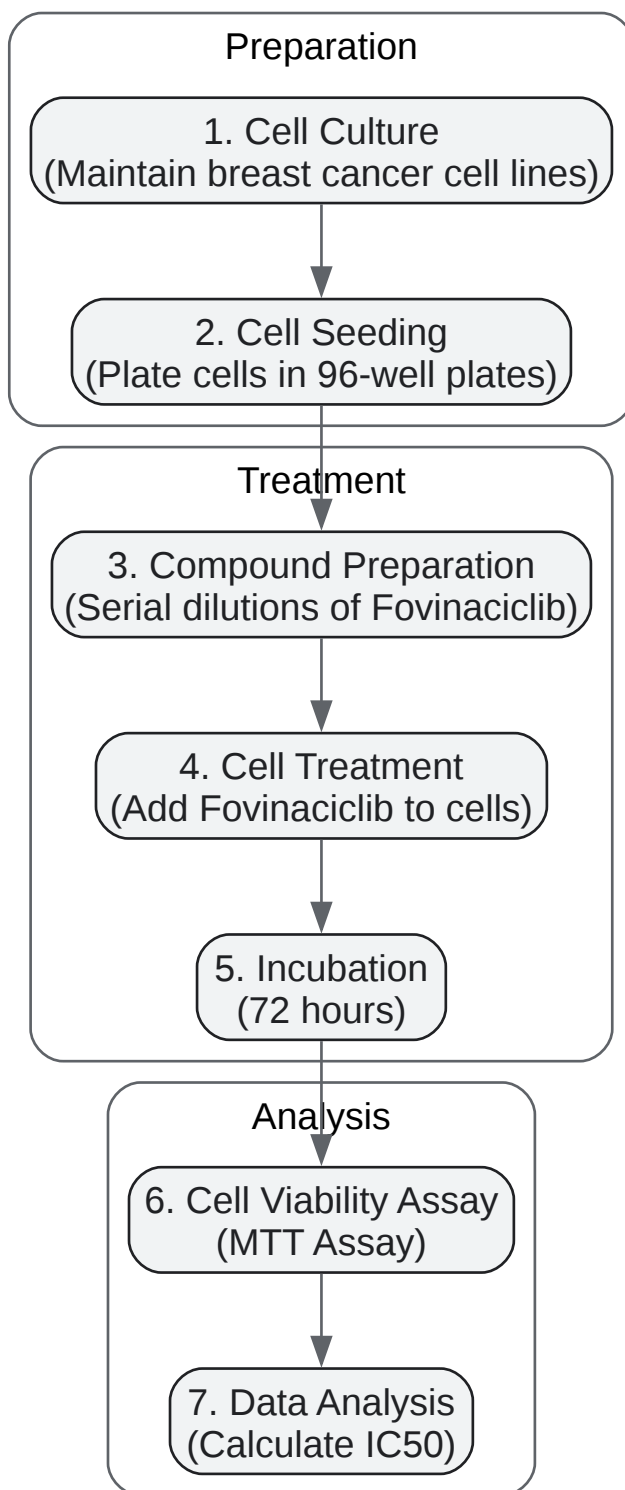 Preparation
1. Cell Culture
(Maintain breast cancer cell lines)
2. Cell Seeding
(Plate cells in 96-well plates)
Treatment
3. Compound Preparation
(Serial dilutions of Fovinaciclib)
4. Cell Treatment
(Add Fovinaciclib to cells)
5. Incubation
(72 hours)
Analysis
6. Cell Viability Assay
(MTT Assay)
7. Data Analysis
(Calculate IC50)